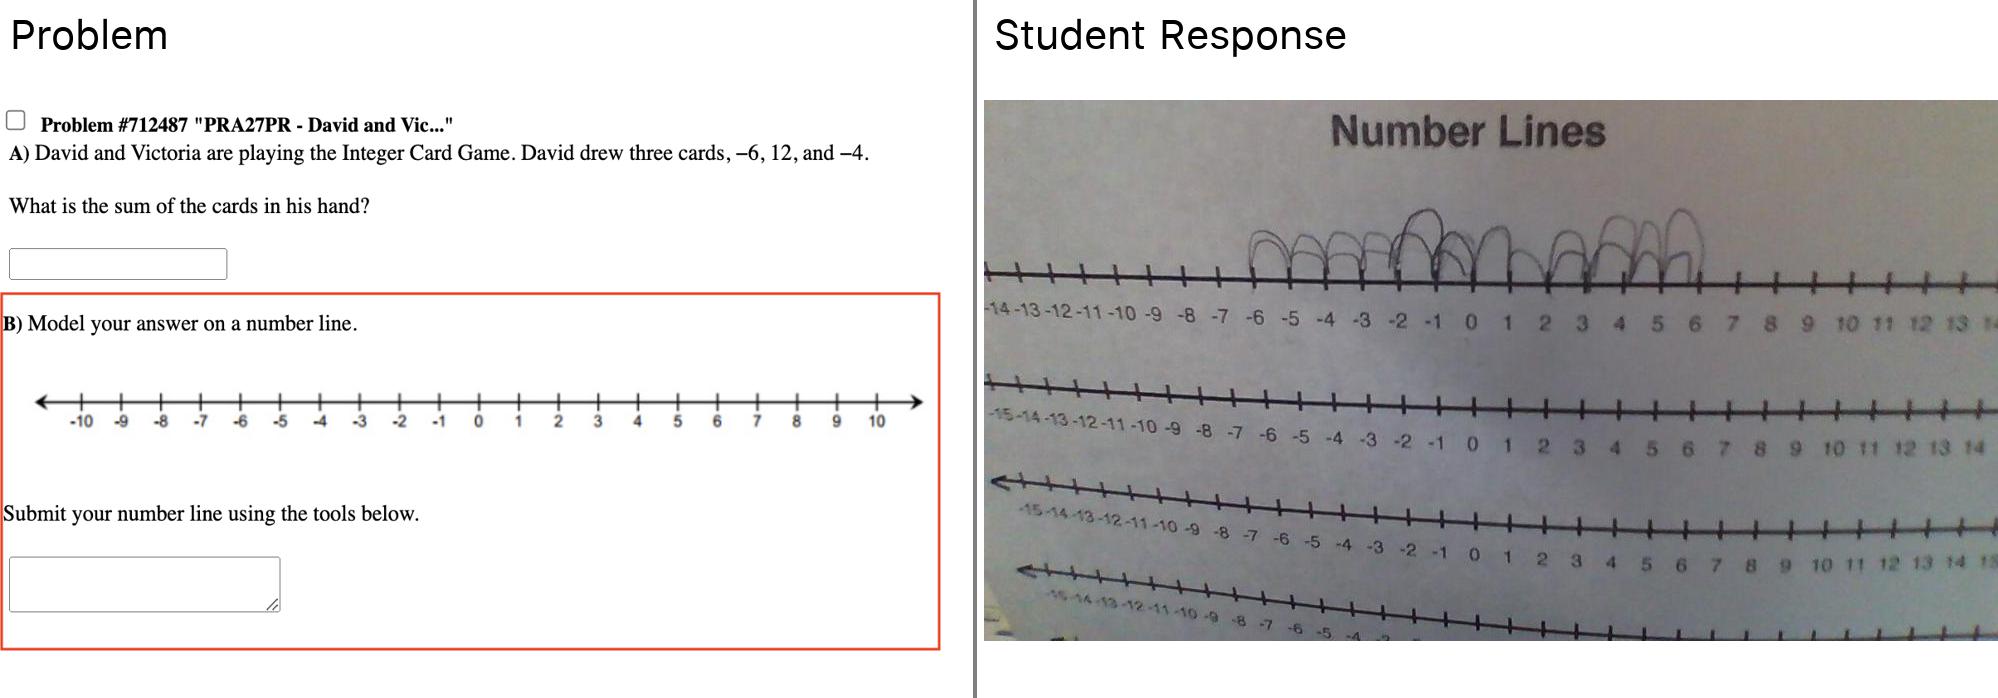 Problem
Problem #712487 "PRA27PR - David and Vic..."
A) David and Victoria are playing the Integer Card Game. David drew three cards, −6, 12, and −4.
What is the sum of the cards in his hand?
B) Model your answer on a number line.
-10 -9 -8 -7 -6 -5 -4 -3 -2 -1 0 1 2 3 4 5 6 7 8 9 10
Submit your number line using the tools below.
Student Response
Number Lines
-14 -13 -12 -11 -10 -9 -8 -7 -6 -5 -4 -3 -2 -1 0 1 2 3 4 5 6 7 8 9 10 11 12 13
-15 -14 -13 -12 -11 -10 -9 -8 -7 -6 -5 -4 -3 -2 -1 0 1 2 3 4 5 6 7 8 9 10 11 12 13 14
-15 -14 -13 -12 -11 -10 -9 -8 -7 -6 -5 -4 -3 -2 -1 0 1 2 3 4 5 6 7 8 9 10 11 12 13 14 15
-15 -14 -13 -12 -11 -10 -9 -8 -7 -6 -5 -4